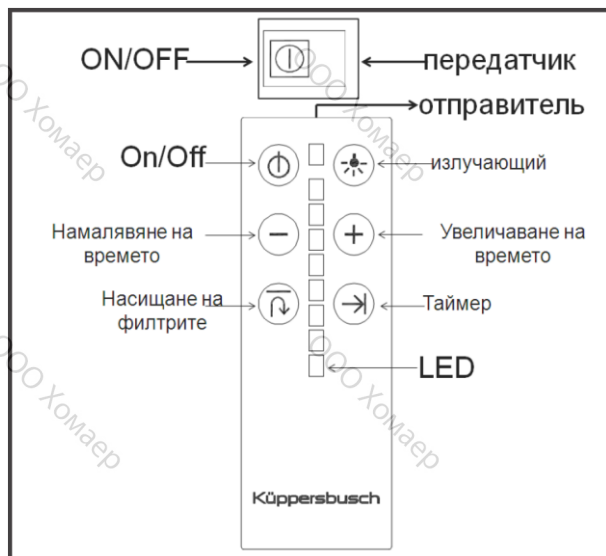 ON/OFF
передатчик
отправитель
On/Off
излучающий
Намалявяне на
времето
Увеличаване на
времето
Насищане на
филтрите
Таймер
LED
Küppersbusch
ООО Хомаер
ООО Хомаер
ООО Хомаер
ООО Хомаер